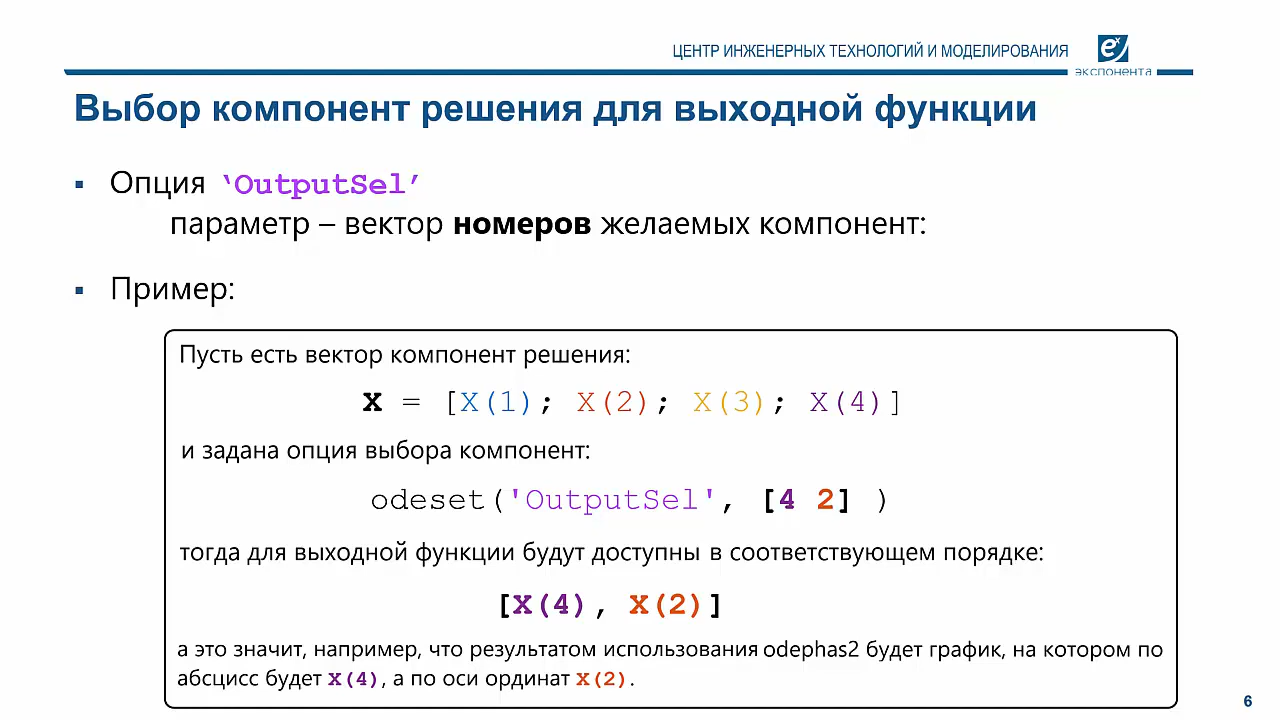 ЦЕНТР ИНЖЕНЕРНЫХ ТЕХНОЛОГИЙ И МОДЕЛИРОВАНИЯ
ex
экспонента
Выбор компонент решения для выходной функции
▪ Опция ‘OutputSel’
параметр – вектор номеров желаемых компонент:
▪ Пример:
Пусть есть вектор компонент решения:
X = [X(1); X(2); X(3); X(4)]
и задана опция выбора компонент:
odeset('OutputSel', [4 2] )
тогда для выходной функции будут доступны в соответствующем порядке:
[X(4), X(2)]
а это значит, например, что результатом использования odephas2 будет график, на котором по
абсцисс будет X(4), а по оси ординат X(2).
6